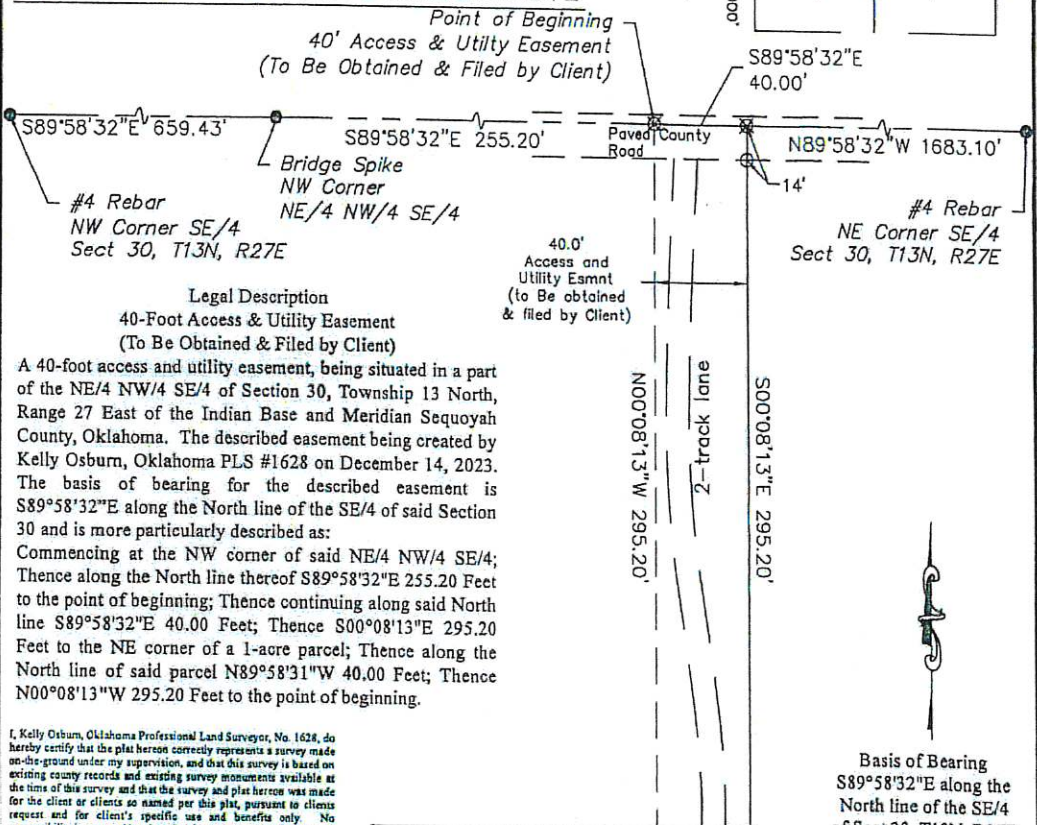 Point of Beginning
40' Access & Utilty Easement
(To Be Obtained & Filed by Client)
S89°58'32"E
40.00'
S89°58'32"E 659.43'
S89°58'32"E 255.20'
Paved County
Road
N89°58'32"W 1683.10'
Bridge Spike
NW Corner
NE/4 NW/4 SE/4
14'
#4 Rebar
NW Corner SE/4
Sect 30, T13N, R27E
#4 Rebar
NE Corner SE/4
Sect 30, T13N, R27E
40.0'
Access and
Utility Esmnt
(to Be obtained
& filed by Client)
Legal Description
40-Foot Access & Utility Easement
(To Be Obtained & Filed by Client)
A 40-foot access and utility easement, being situated in a part
of the NE/4 NW/4 SE/4 of Section 30, Township 13 North,
Range 27 East of the Indian Base and Meridian Sequoyah
County, Oklahoma. The described easement being created by
Kelly Osburn, Oklahoma PLS #1628 on December 14, 2023.
The basis of bearing for the described easement is
S89°58'32"E along the North line of the SE/4 of said Section
30 and is more particularly described as:
Commencing at the NW corner of said NE/4 NW/4 SE/4;
Thence along the North line thereof S89°58'32"E 255.20 Feet
to the point of beginning; Thence continuing along said North
line S89°58'32"E 40.00 Feet; Thence S00°08'13"E 295.20
Feet to the NE corner of a 1-acre parcel; Thence along the
North line of said parcel N89°58'31"W 40.00 Feet; Thence
N00°08'13"W 295.20 Feet to the point of beginning.
N00°08'13"W 295.20'
2-track lane
S00°08'13"E 295.20'
I, Kelly Osburn, Oklahoma Professional Land Surveyor, No. 1628, do
hereby certify that the plat hereon correctly represents a survey made
on-the-ground under my supervision, and that this survey is based on
existing county records and existing survey monuments available at
the time of this survey and that the survey and plat hereon was made
for the client or clients so named per this plat, pursuant to clients
request and for client's specific use and benefits only. No
Basis of Bearing
S89°58'32"E along the
North line of the SE/4